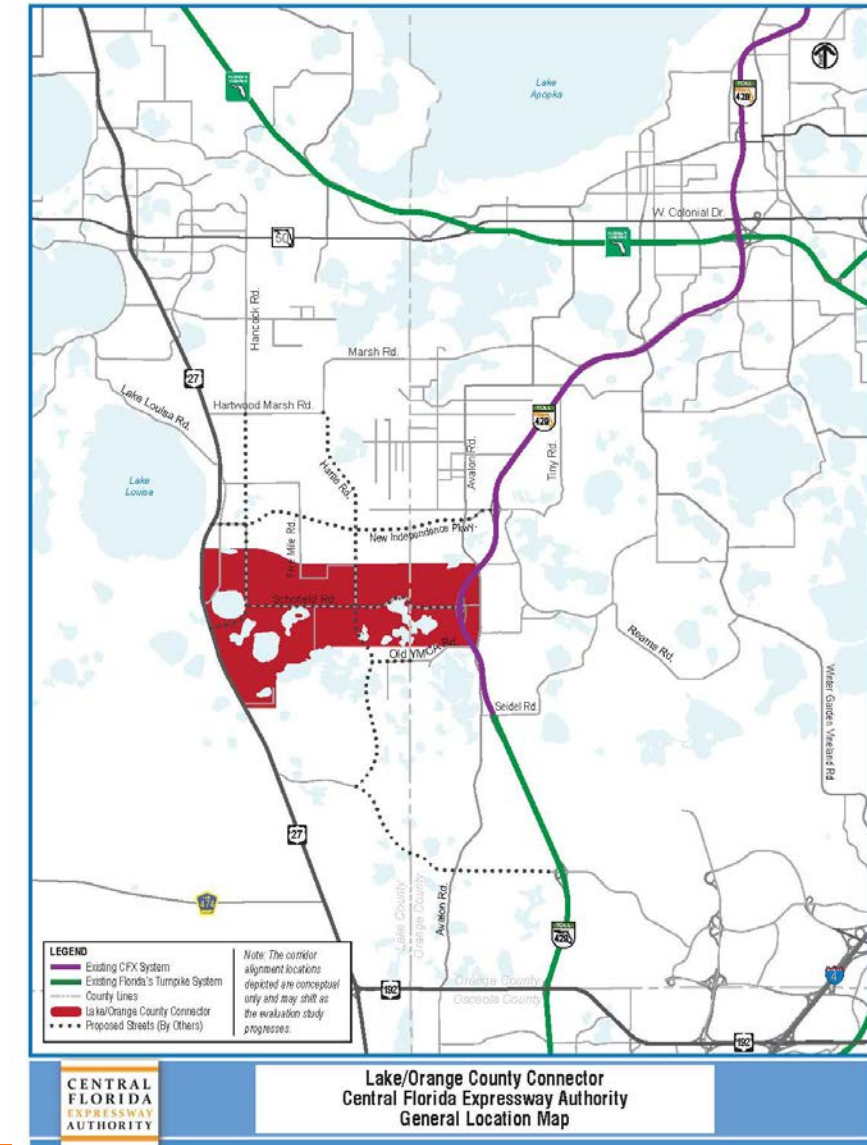 Lake
Apopka
TOLL
429
W. Colonial Dr.
50
Hancock Rd.
Marsh Rd.
27
Lake Louisa Rd.
Hartwood Marsh Rd.
TOLL
429
Avalon Rd.
Tiny Rd.
Hartle Rd.
Lake
Louisa
New Independence Pkwy.
Five Mile Rd.
Schofield Rd.
Old YMCA Rd.
Reams Rd.
Seidel Rd.
Winter Garden Vineland Rd.
27
474
Lake County
Orange County
Avalon Rd.
TOLL
429
4
Orange County
Osceola County
192
192
LEGEND
Existing CFX System
Existing Florida's Turnpike System
County Lines
Lake/Orange County Connector
Proposed Streets (By Others)
Note: The corridor
alignment locations
depicted are conceptual
only and may shift as
the evaluation study
progresses.
CENTRAL
FLORIDA
EXPRESSWAY
AUTHORITY
Lake/Orange County Connector
Central Florida Expressway Authority
General Location Map